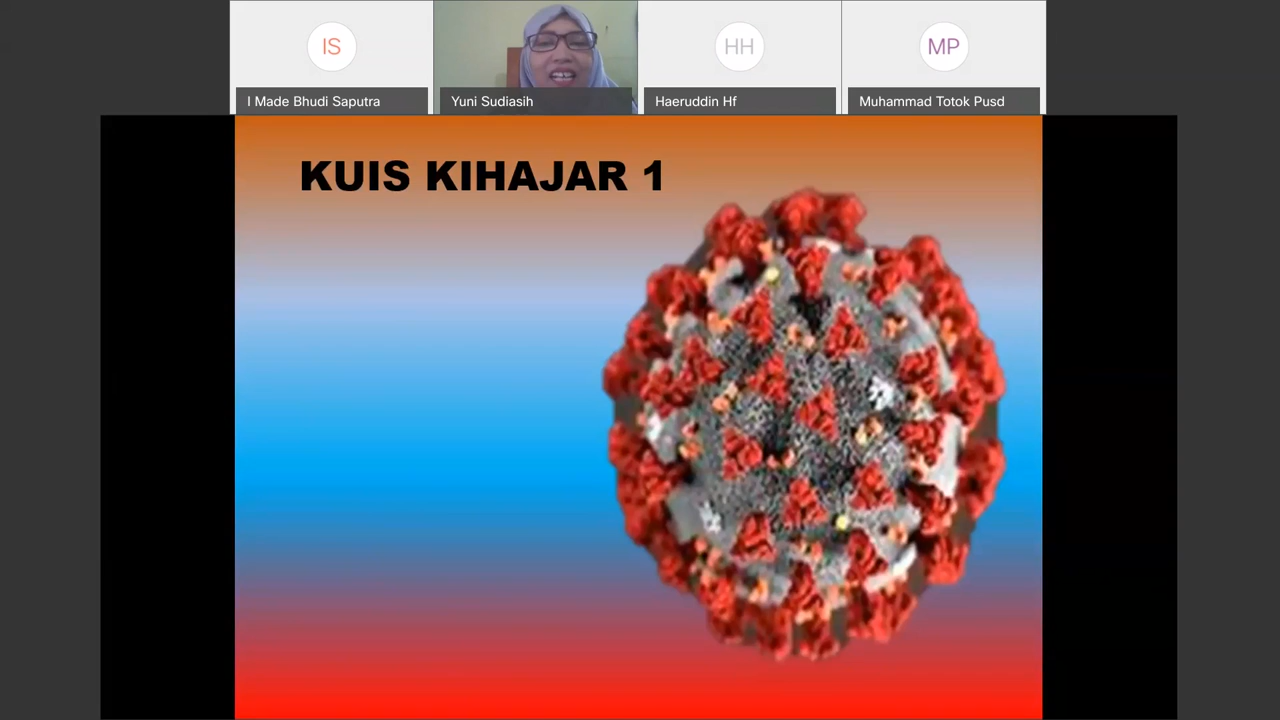 IS
HH
MP
I Made Bhudi Saputra
Yuni Sudiasih
Haeruddin Hf
Muhammad Totok Pusd
KUIS KIHAJAR 1